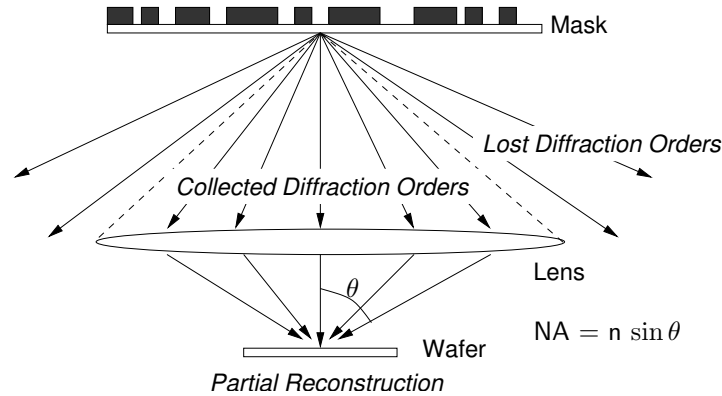 Mask
Lost Diffraction Orders
Collected Diffraction Orders
Lens
θ
NA = n sin θ
Wafer
Partial Reconstruction